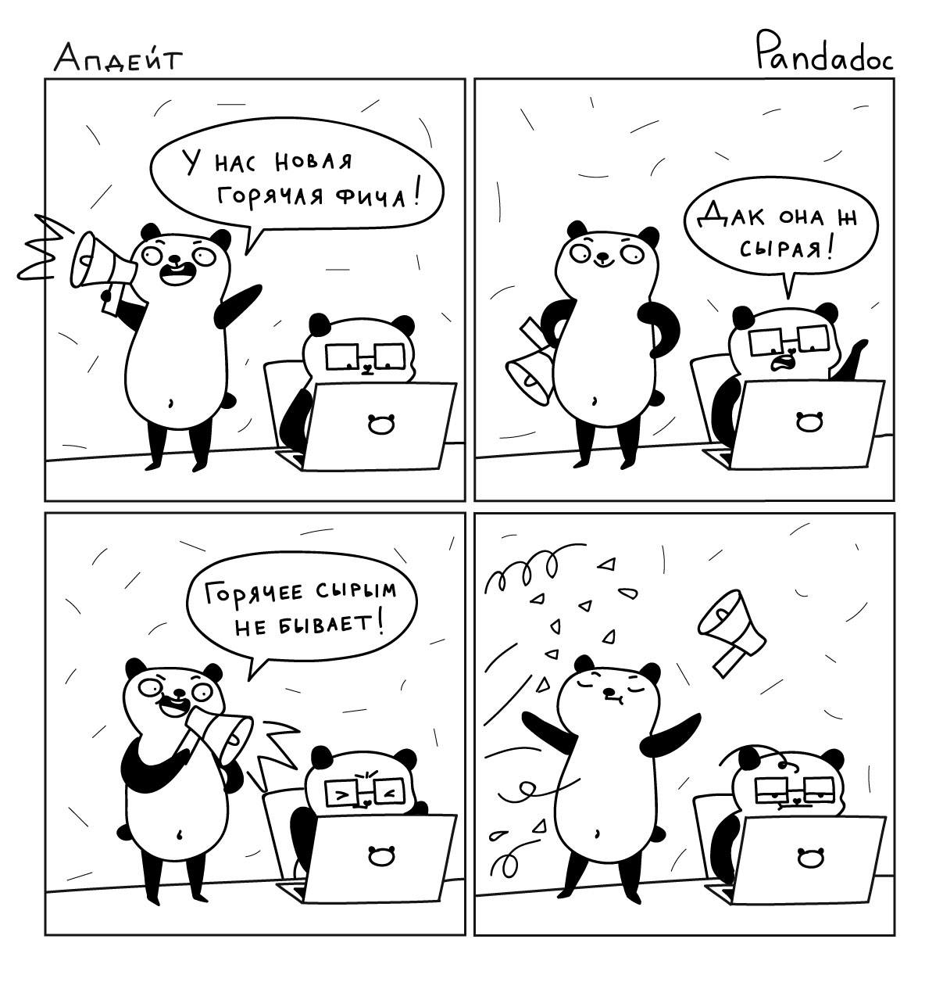 Апдейт
Pandadoc
У нас новая
горячая фича!
Дак она ж
сырая!
Горячее сырым
не бывает!